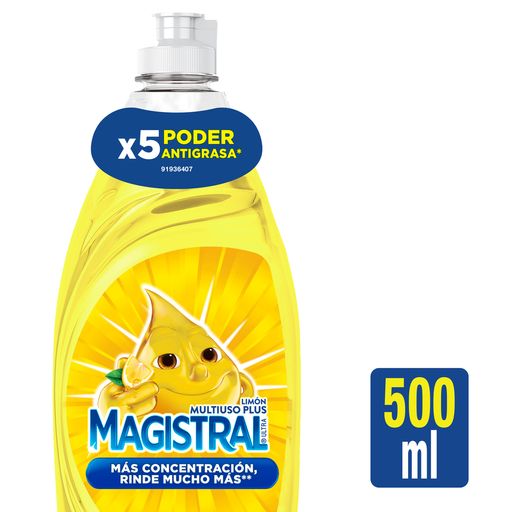 x5 PODER
ANTIGRASA*
91936407
LIMÓN
MULTIUSO PLUS
MAGISTRAL
® ULTRA
MÁS CONCENTRACIÓN,
RINDE MUCHO MÁS**
500
ml